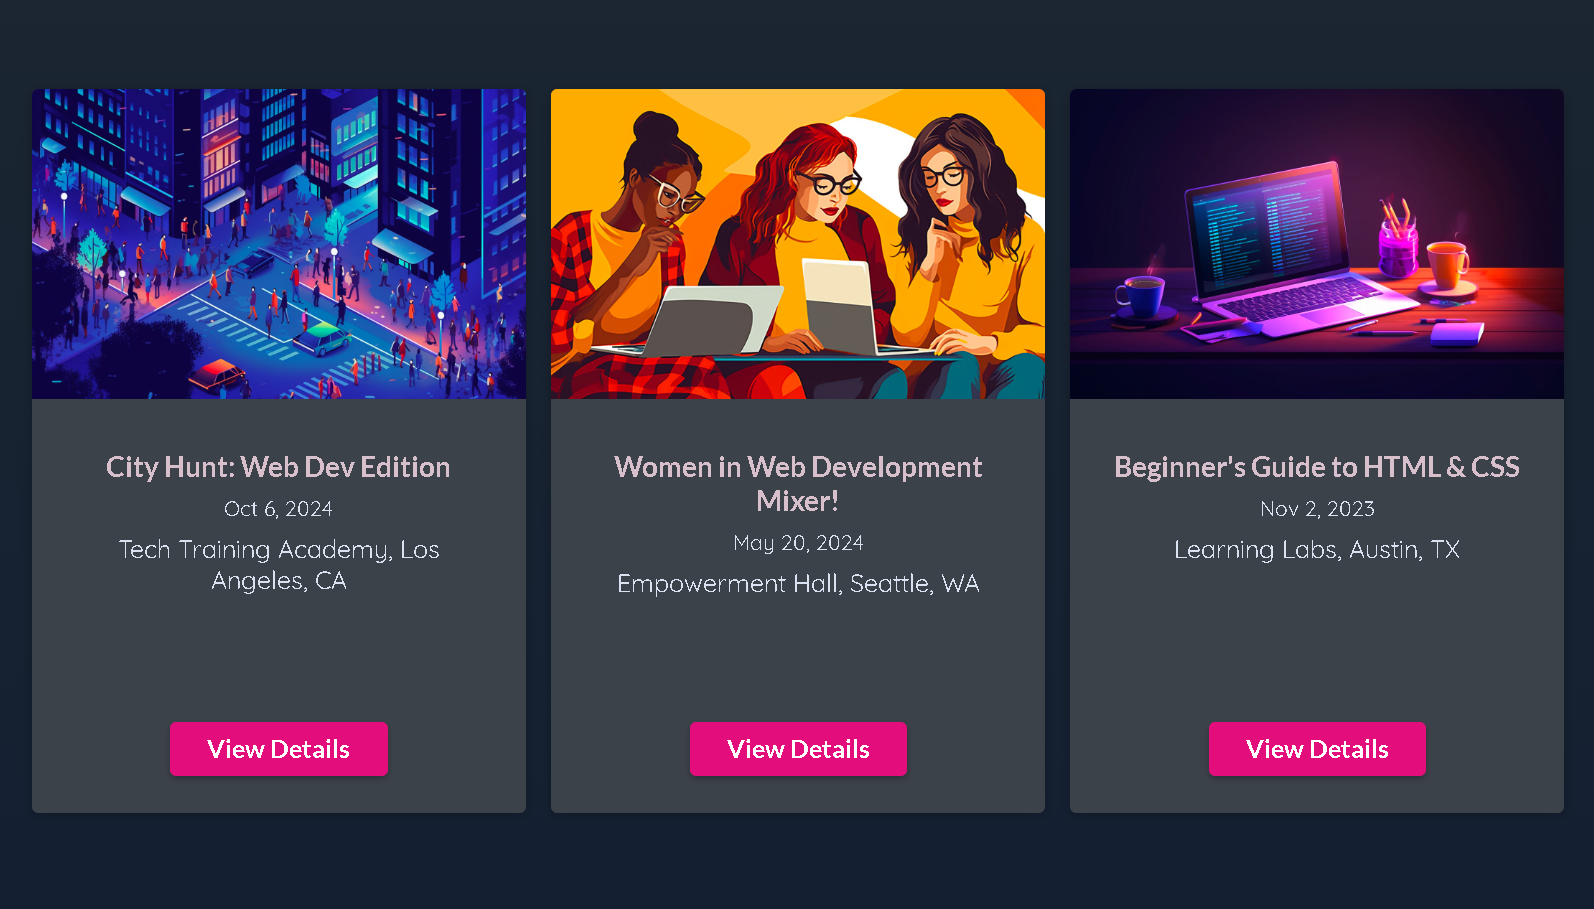 City Hunt: Web Dev Edition
Oct 6, 2024
Tech Training Academy, Los
Angeles, CA
View Details
Women in Web Development
Mixer!
May 20, 2024
Empowerment Hall, Seattle, WA
View Details
Beginner's Guide to HTML & CSS
Nov 2, 2023
Learning Labs, Austin, TX
View Details